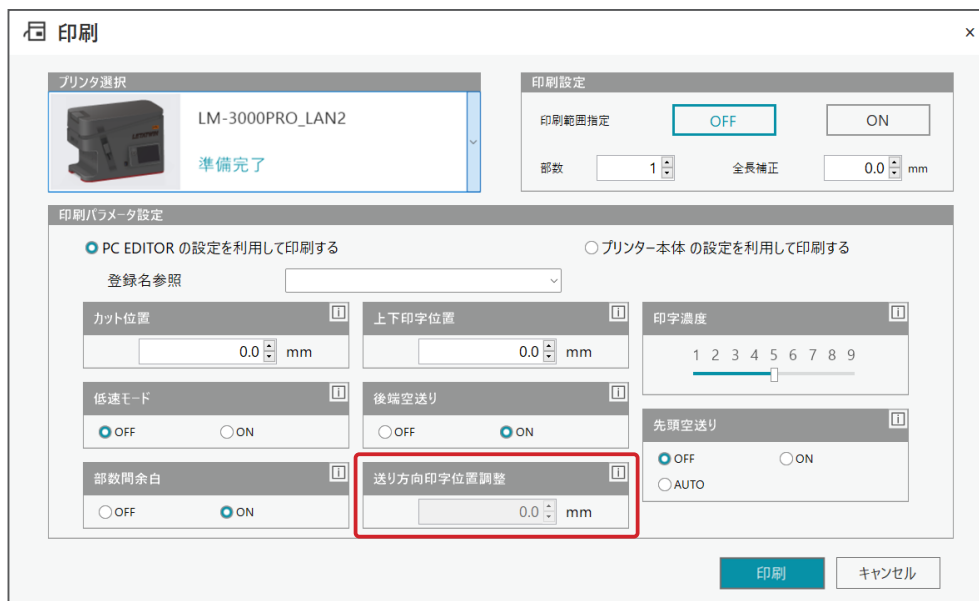 印刷
×
プリンタ選択
LM-3000PRO_LAN2
準備完了
印刷設定
印刷範囲指定 OFF ON
部数 1 全長補正 0.0 mm
印刷パラメータ設定
PC EDITOR の設定を利用して印刷する プリンター本体 の設定を利用して印刷する
登録名参照
カット位置 i
0.0 mm
上下印字位置 i
0.0 mm
印字濃度 i
1 2 3 4 5 6 7 8 9
低速モード i
OFF ON
後端空送り i
OFF ON
先頭空送り i
OFF ON
AUTO
部数間余白 i
OFF ON
送り方向印字位置調整 i
0.0 mm
印刷 キャンセル